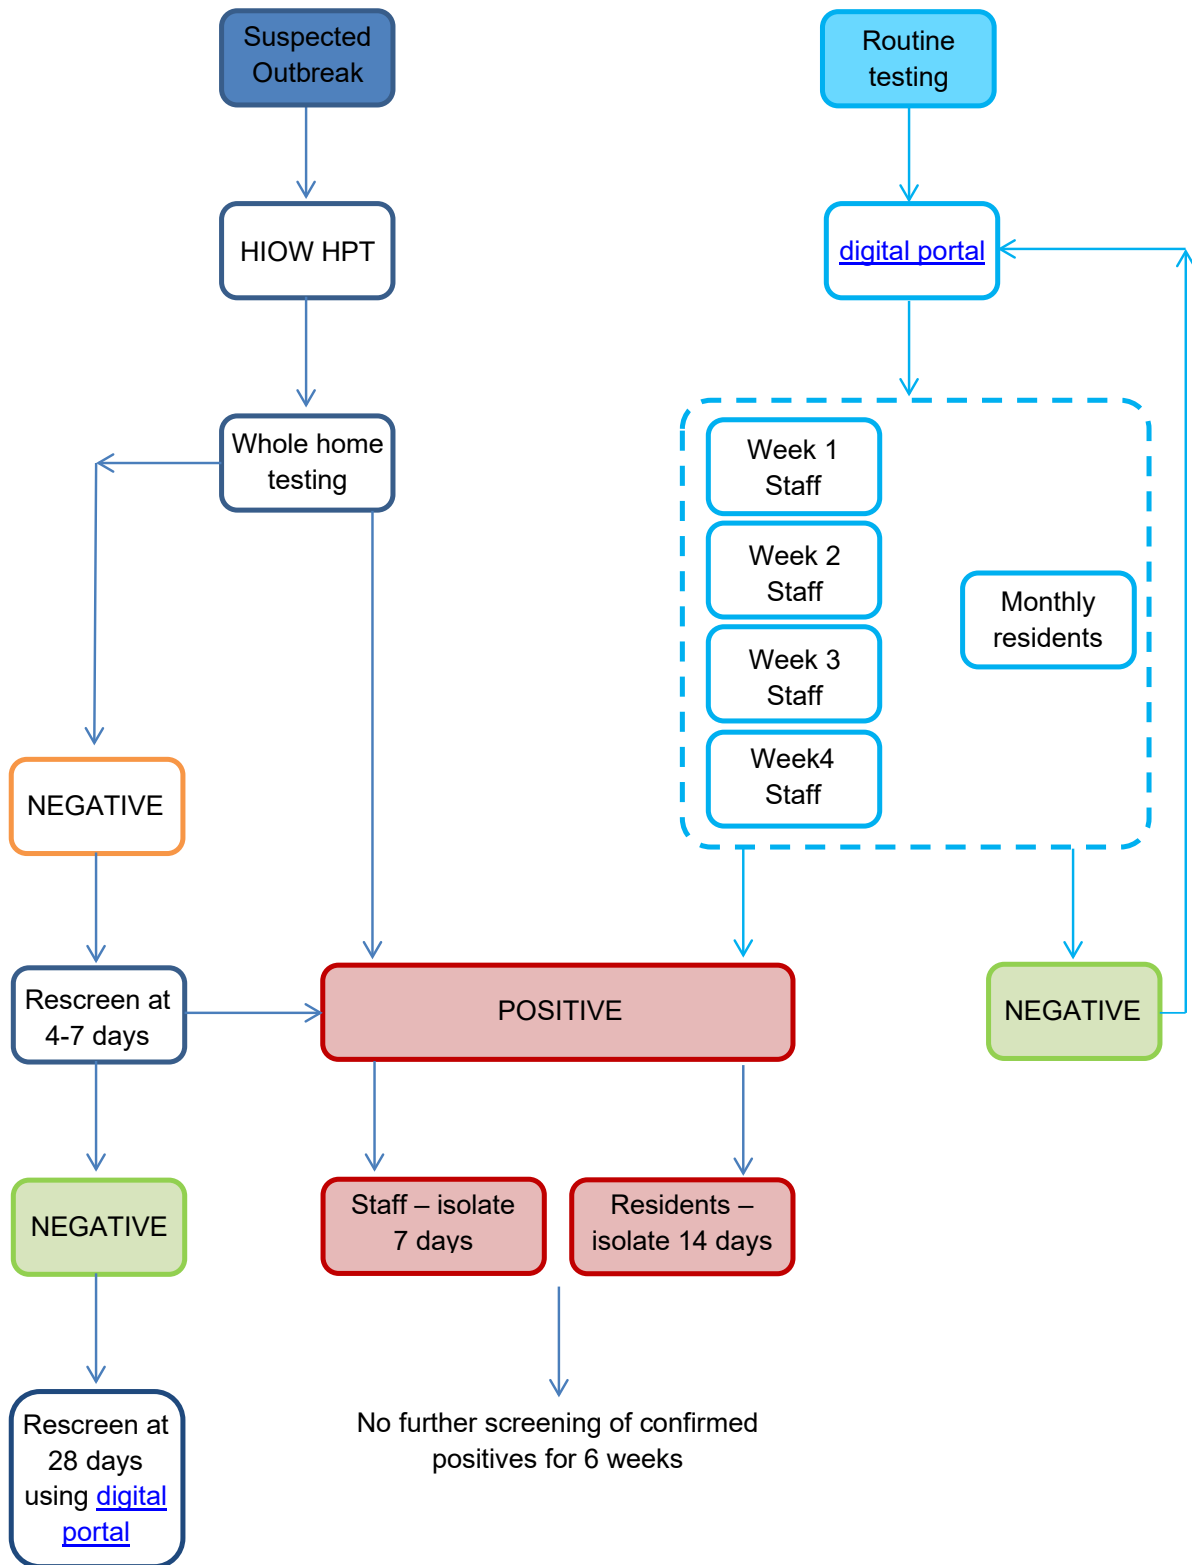 Suspected
Outbreak
Routine
testing
HIOW HPT
digital portal
Whole home
testing
Week 1
Staff
Week 2
Staff
Monthly
residents
Week 3
Staff
Week4
Staff
NEGATIVE
Rescreen at
4-7 days
POSITIVE
NEGATIVE
NEGATIVE
Staff – isolate
7 days
Residents –
isolate 14 days
Rescreen at
28 days
using digital
portal
No further screening of confirmed
positives for 6 weeks